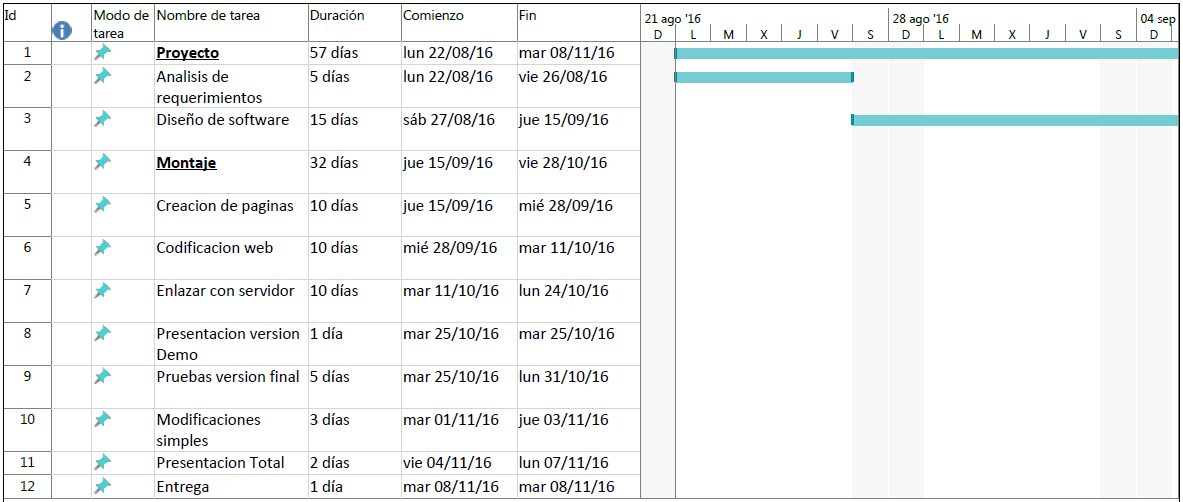 Id Modo de tarea Nombre de tarea Duración Comienzo Fin 21 ago '16 28 ago '16 04 sep
D L M X J V S D L M X J V S D
1 Proyecto 57 días lun 22/08/16 mar 08/11/16
2 Analisis de requerimientos 5 días lun 22/08/16 vie 26/08/16
3 Diseño de software 15 días sáb 27/08/16 jue 15/09/16
4 Montaje 32 días jue 15/09/16 vie 28/10/16
5 Creacion de paginas 10 días jue 15/09/16 mié 28/09/16
6 Codificacion web 10 días mié 28/09/16 mar 11/10/16
7 Enlazar con servidor 10 días mar 11/10/16 lun 24/10/16
8 Presentacion version Demo 1 día mar 25/10/16 mar 25/10/16
9 Pruebas version final 5 días mar 25/10/16 lun 31/10/16
10 Modificaciones simples 3 días mar 01/11/16 jue 03/11/16
11 Presentacion Total 2 días vie 04/11/16 lun 07/11/16
12 Entrega 1 día mar 08/11/16 mar 08/11/16